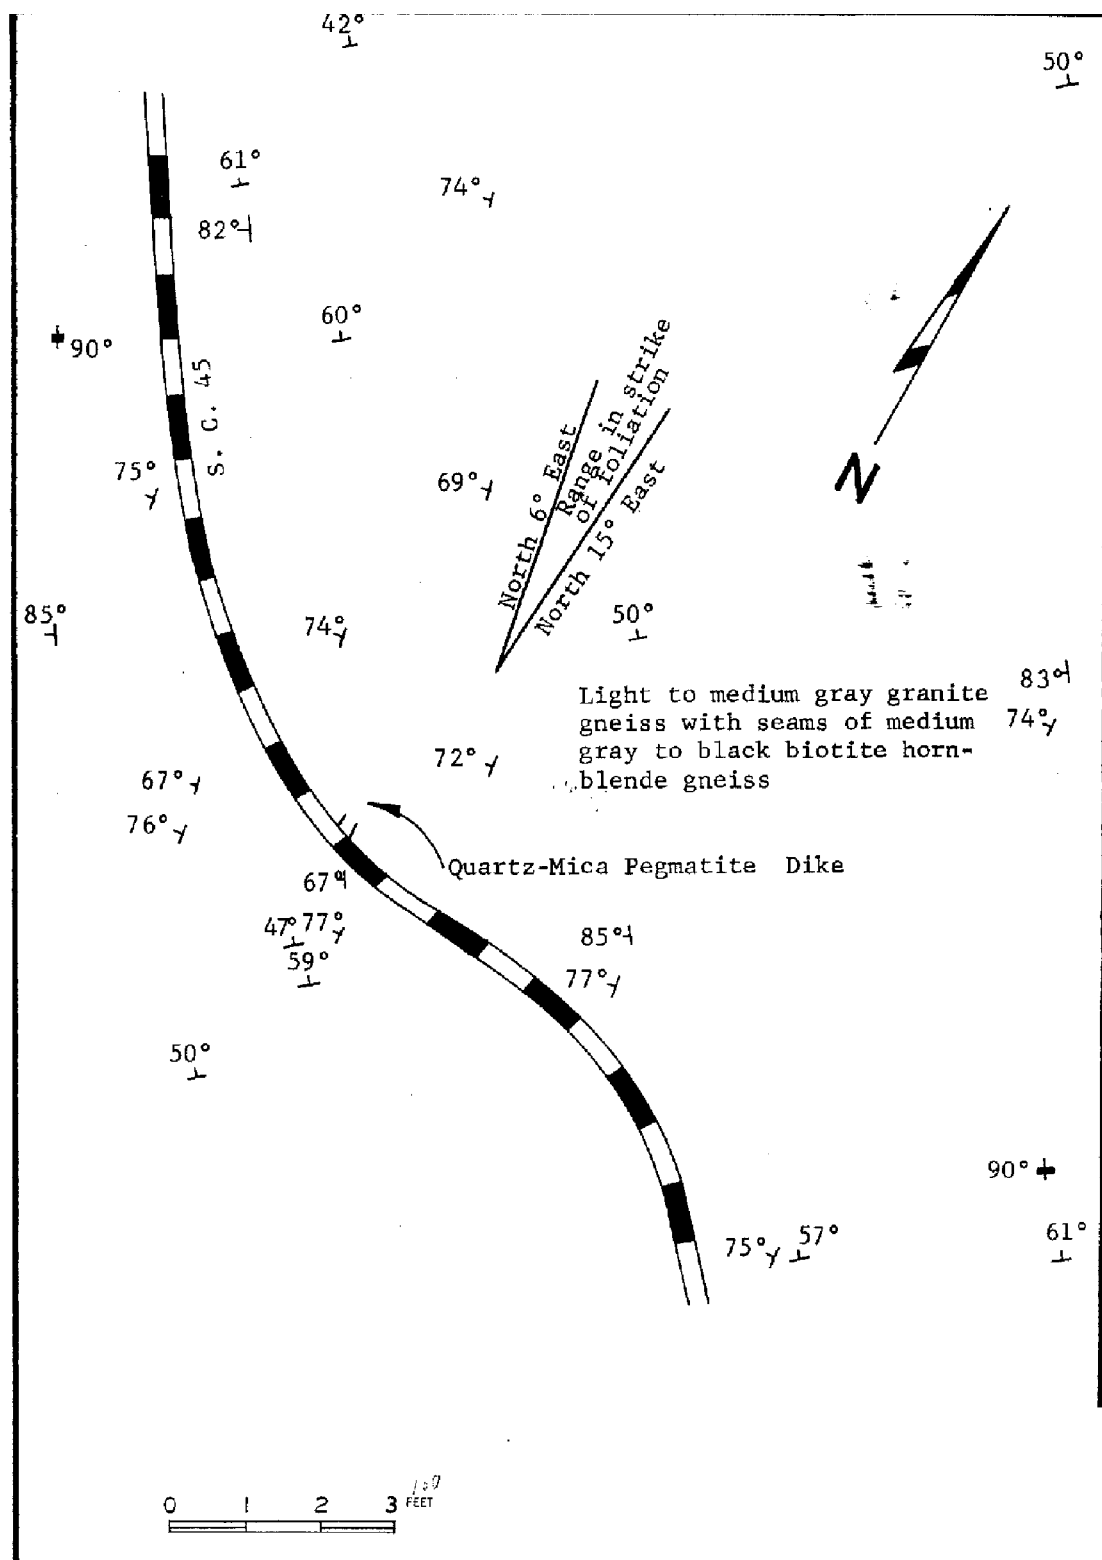 42°
50°
61°
74°
82°
60°
90°
S. C. 45
75°
69°
North 6° East
Range in strike
of foliation
North 15° East
N
85°
74°
50°
Light to medium gray granite
gneiss with seams of medium
gray to black biotite horn-
blende gneiss
83°
74°
72°
67°
76°
Quartz-Mica Pegmatite Dike
67°
47° 77°
59°
85°
77°
50°
90°
75° 57°
61°
0 1 2 3 100 FEET